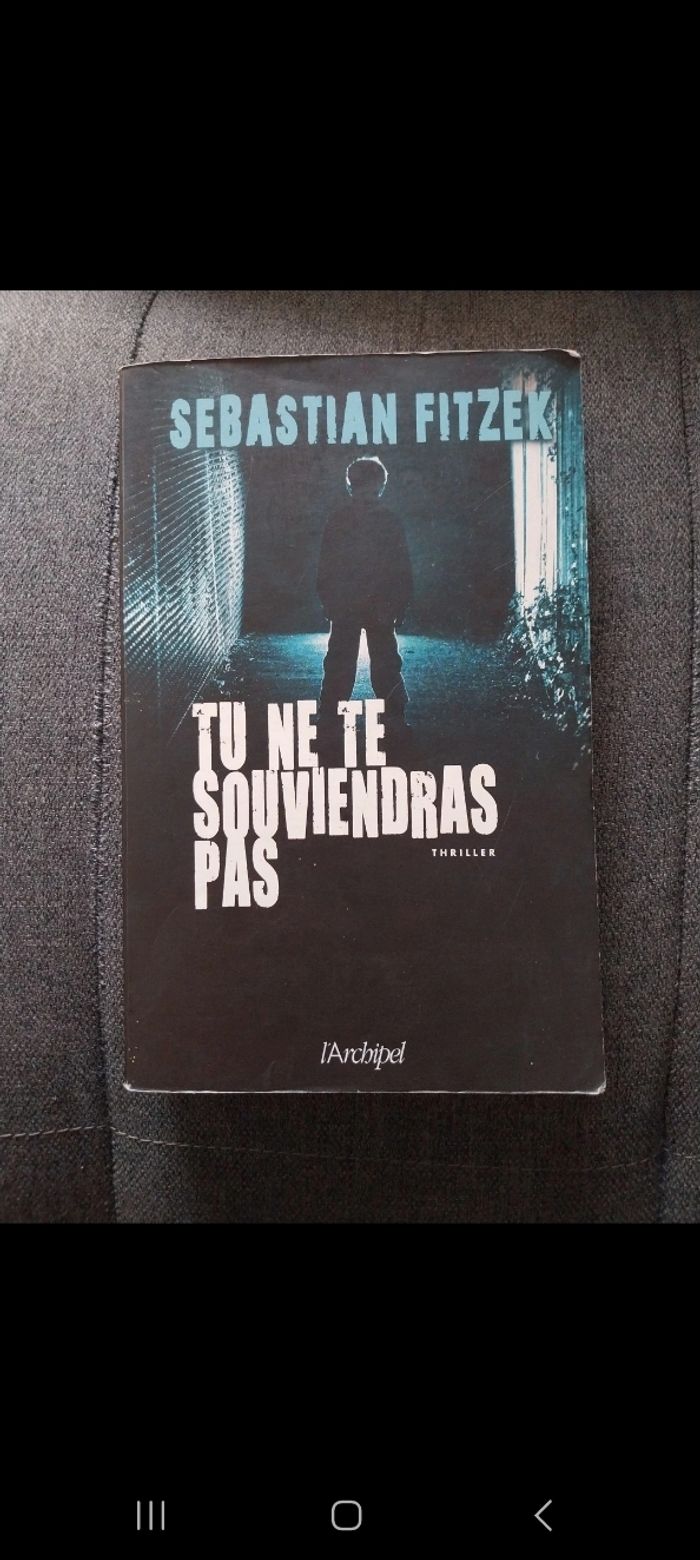 SEBASTIAN FITZEK
TU NE TE
SOUVIENDRAS
PAS
THRILLER
l'Archipel